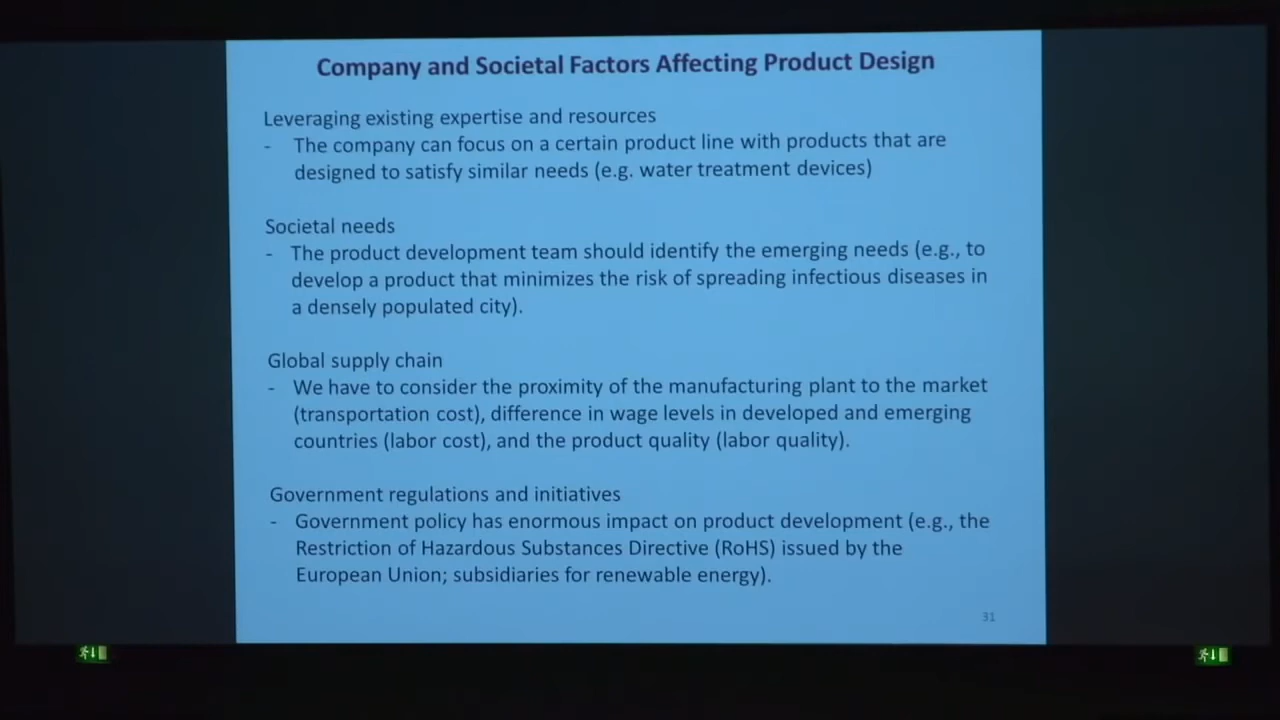 Company and Societal Factors Affecting Product Design
Leveraging existing expertise and resources
- The company can focus on a certain product line with products that are
designed to satisfy similar needs (e.g. water treatment devices)
Societal needs
- The product development team should identify the emerging needs (e.g., to
develop a product that minimizes the risk of spreading infectious diseases in
a densely populated city).
Global supply chain
- We have to consider the proximity of the manufacturing plant to the market
(transportation cost), difference in wage levels in developed and emerging
countries (labor cost), and the product quality (labor quality).
Government regulations and initiatives
- Government policy has enormous impact on product development (e.g., the
Restriction of Hazardous Substances Directive (RoHS) issued by the
European Union; subsidiaries for renewable energy).
31